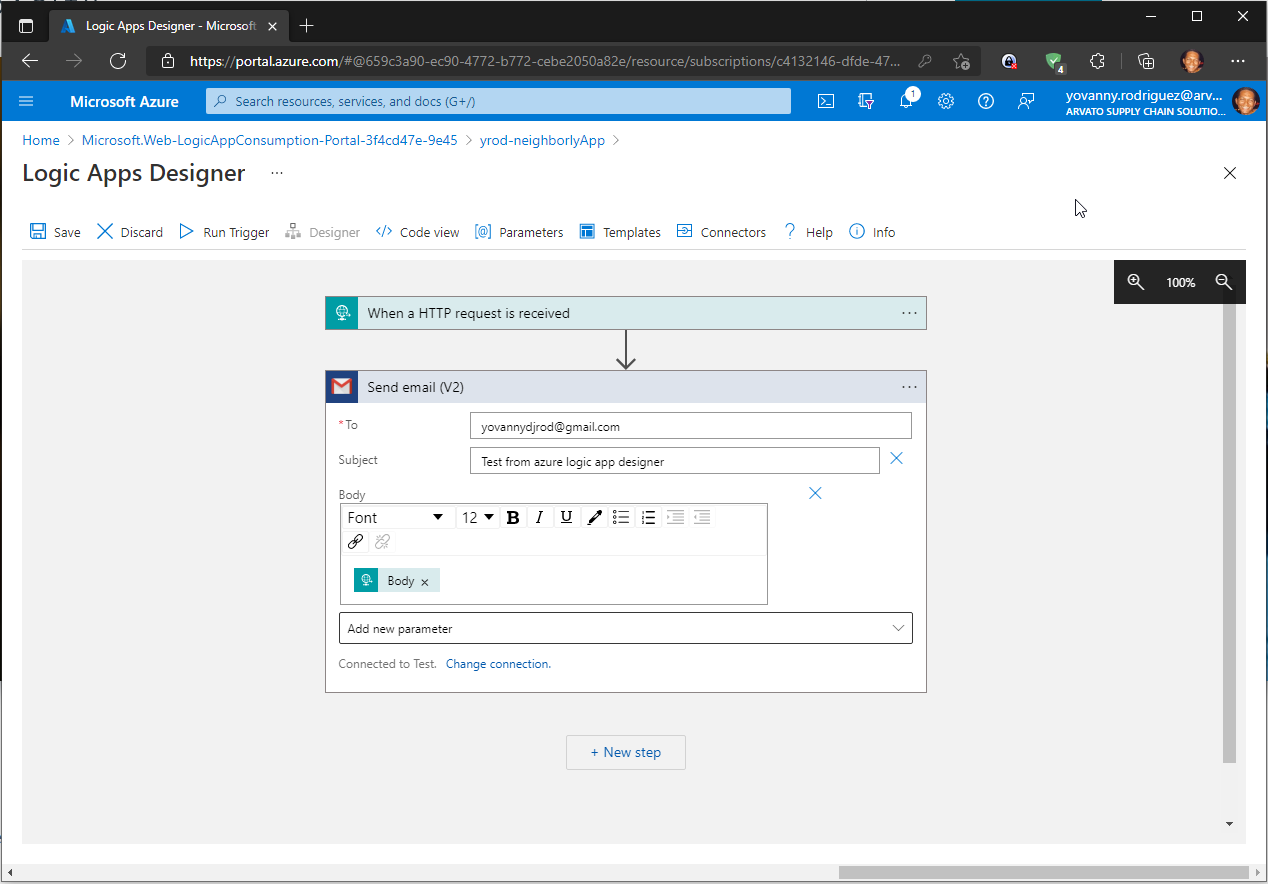 Logic Apps Designer - Microsoft
https://portal.azure.com/#@659c3a90-ec90-4772-b772-cebe2050a82e/resource/subscriptions/c4132146-dfde-47...
4
Microsoft Azure
Search resources, services, and docs (G+/)
1
yovanny.rodriguez@arv...
ARVATO SUPPLY CHAIN SOLUTIO...
Home > Microsoft.Web-LogicAppConsumption-Portal-3f4cd47e-9e45 > yrod-neighborlyApp >
Logic Apps Designer ...
Save Discard Run Trigger Designer Code view Parameters Templates Connectors Help Info
100%
When a HTTP request is received
Send email (V2)
* To
yovannydjrod@gmail.com
Subject
Test from azure logic app designer
Body
Font 12 B I U
Body ×
Add new parameter
Connected to Test. Change connection.
+ New step